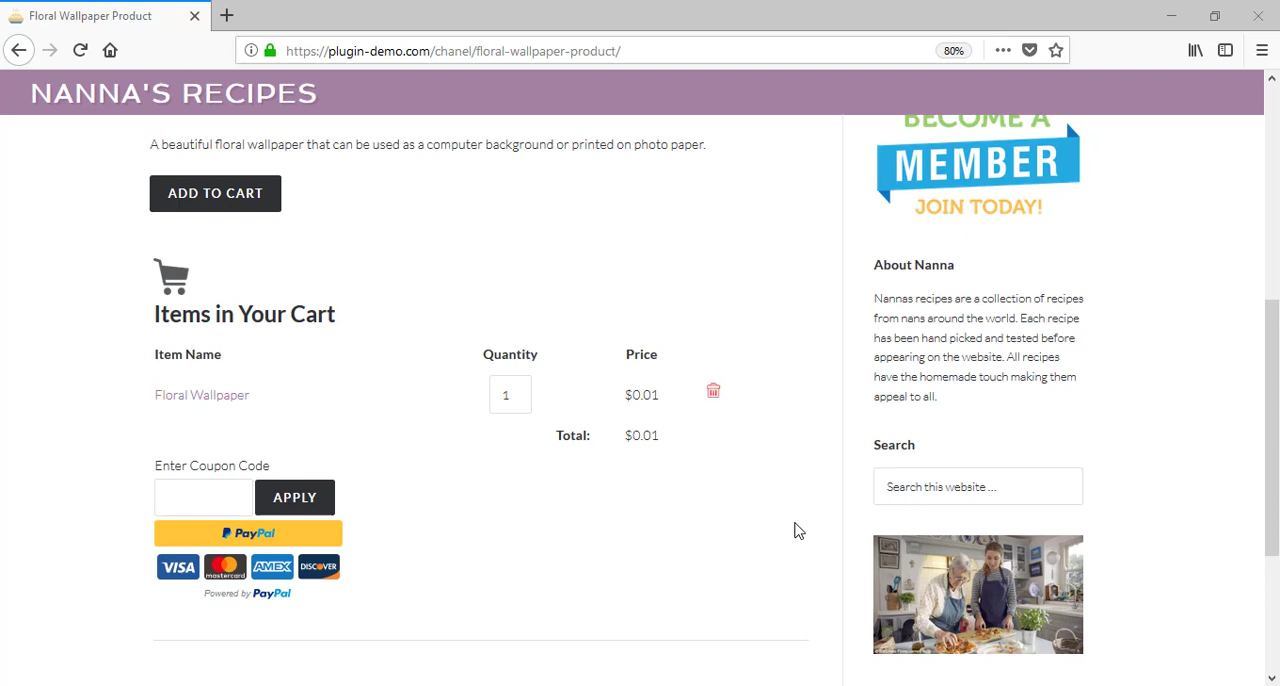 Floral Wallpaper Product
https://plugin-demo.com/chanel/floral-wallpaper-product/
80%
NANNA'S RECIPES
A beautiful floral wallpaper that can be used as a computer background or printed on photo paper.
ADD TO CART
Items in Your Cart
Item Name Quantity Price
Floral Wallpaper 1 $0.01
Total: $0.01
Enter Coupon Code
APPLY
PayPal
VISA mastercard AMEX DISCOVER
Powered by PayPal
BECOME A
MEMBER
JOIN TODAY!
About Nanna
Nannas recipes are a collection of recipes
from nans around the world. Each recipe
has been hand picked and tested before
appearing on the website. All recipes
have the homemade touch making them
appeal to all.
Search
Search this website ...